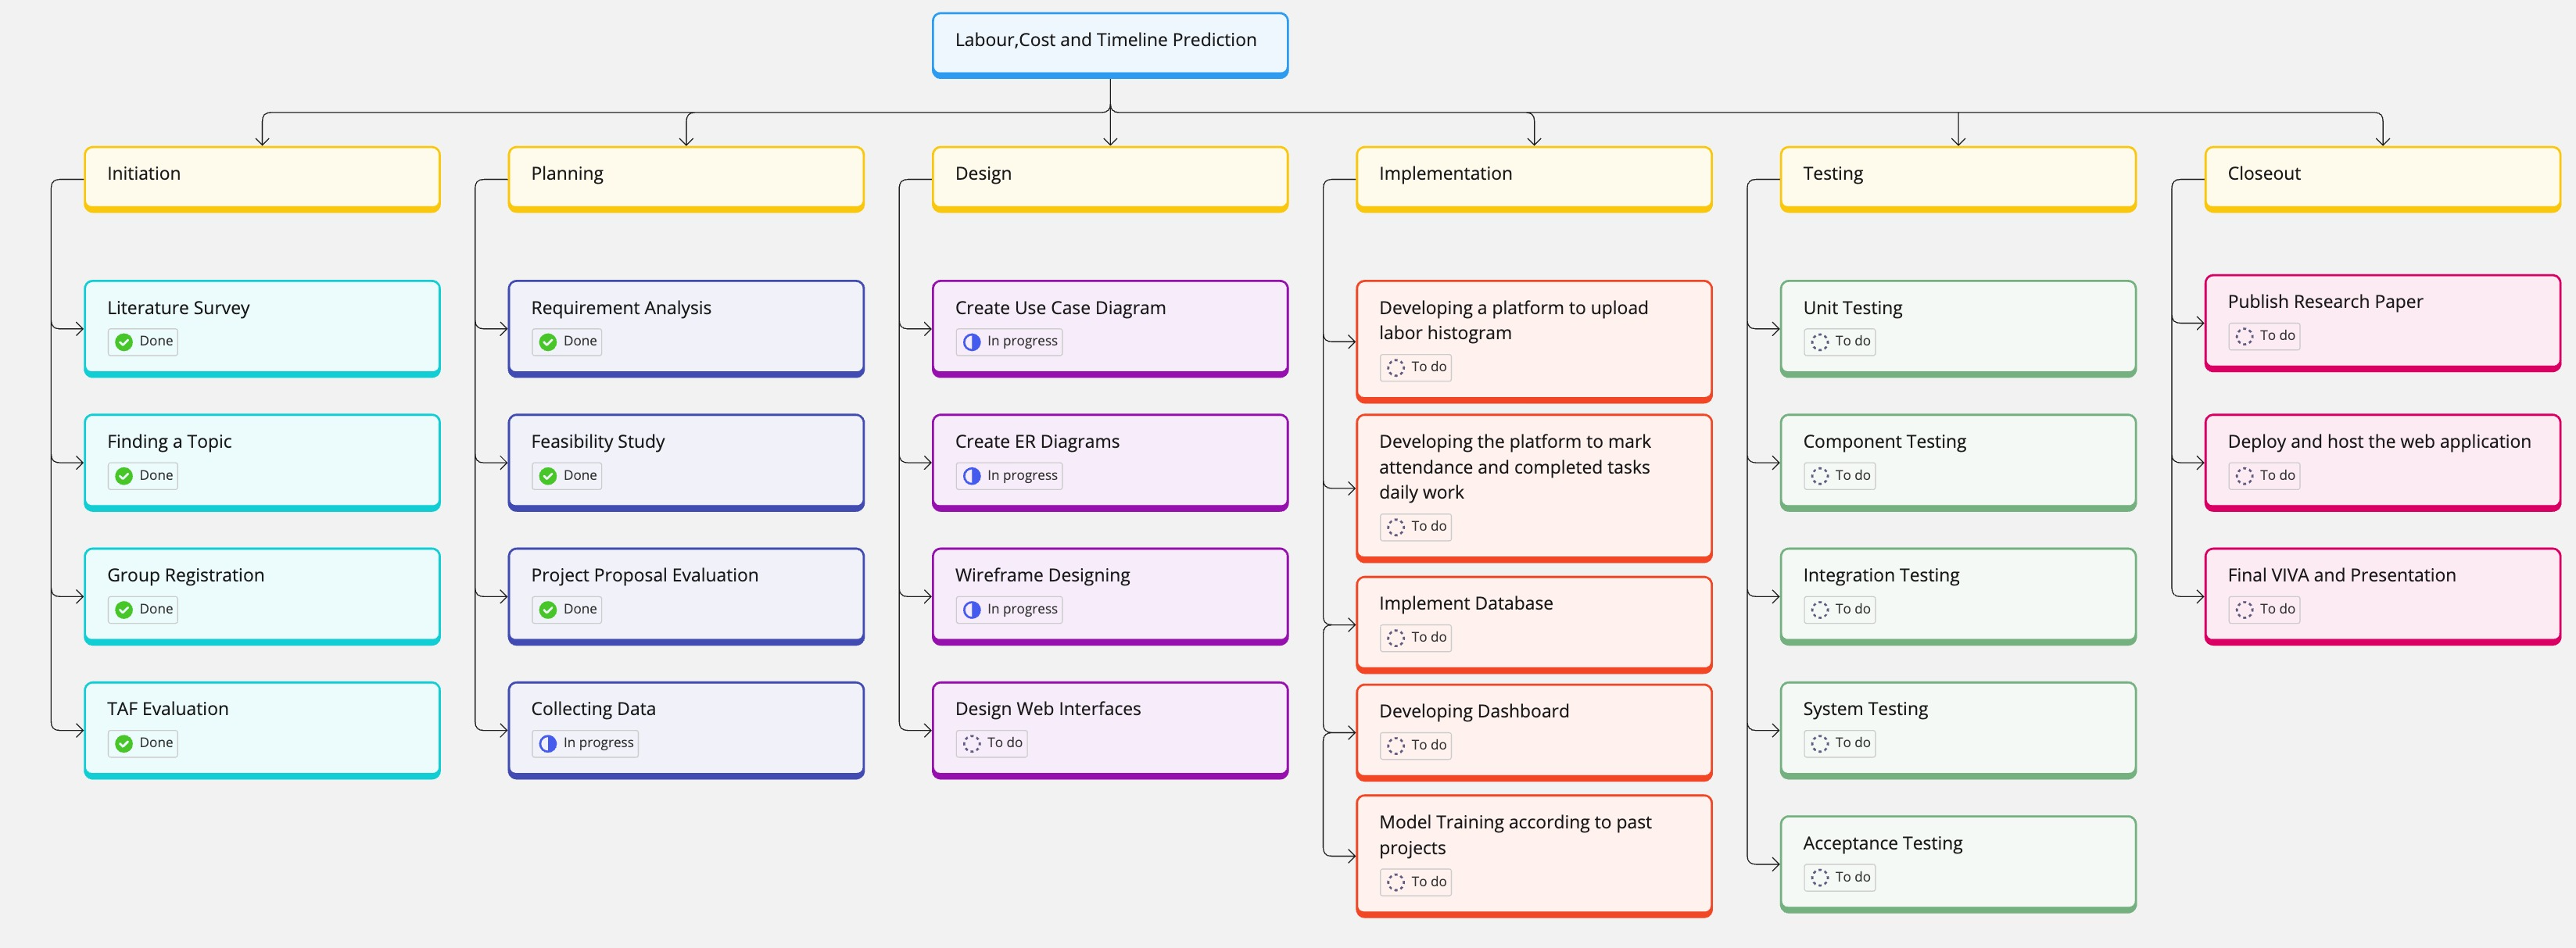 Labour,Cost and Timeline Prediction
Initiation
Literature Survey
Done
Finding a Topic
Done
Group Registration
Done
TAF Evaluation
Done
Planning
Requirement Analysis
Done
Feasibility Study
Done
Project Proposal Evaluation
Done
Collecting Data
In progress
Design
Create Use Case Diagram
In progress
Create ER Diagrams
In progress
Wireframe Designing
In progress
Design Web Interfaces
To do
Implementation
Developing a platform to upload
labor histogram
To do
Developing the platform to mark
attendance and completed tasks
daily work
To do
Implement Database
To do
Developing Dashboard
To do
Model Training according to past
projects
To do
Testing
Unit Testing
To do
Component Testing
To do
Integration Testing
To do
System Testing
To do
Acceptance Testing
To do
Closeout
Publish Research Paper
To do
Deploy and host the web application
To do
Final VIVA and Presentation
To do